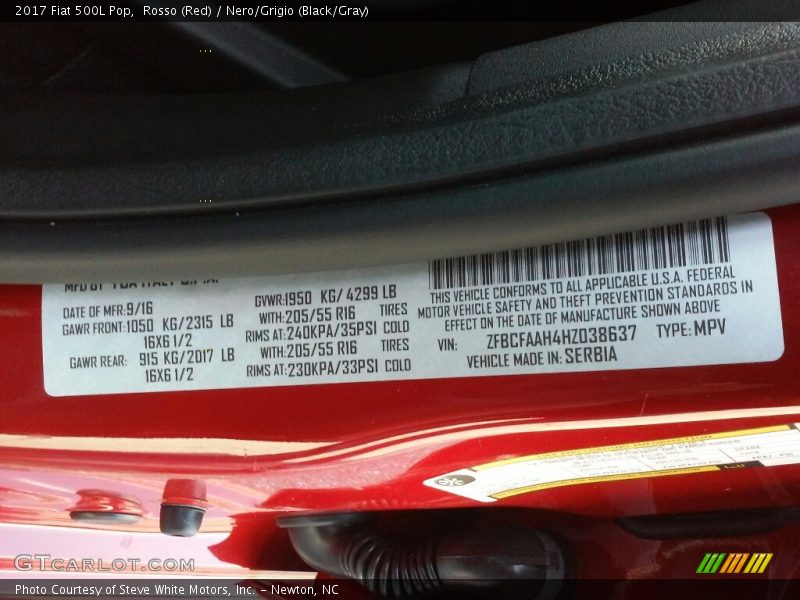 2017 Fiat 500L Pop,  Rosso (Red) / Nero/Grigio (Black/Gray)
MFD BY FCA ITALY S.P.A.
DATE OF MFR:9/16
GAWR FRONT:1050 KG/2315 LB
16X6 1/2
GAWR REAR: 915 KG/2017 LB
16X6 1/2
GVWR:1950 KG/ 4299 LB
WITH:205/55 R16 TIRES
RIMS AT:240KPA/35PSI COLD
WITH:205/55 R16 TIRES
RIMS AT:230KPA/33PSI COLD
THIS VEHICLE CONFORMS TO ALL APPLICABLE U.S.A. FEDERAL
MOTOR VEHICLE SAFETY AND THEFT PREVENTION STANDARDS IN
EFFECT ON THE DATE OF MANUFACTURE SHOWN ABOVE
VIN: ZFBCFAAH4HZ038637 TYPE: MPV
VEHICLE MADE IN: SERBIA
GTCARLOT.COM
Photo Courtesy of Steve White Motors, Inc. – Newton, NC